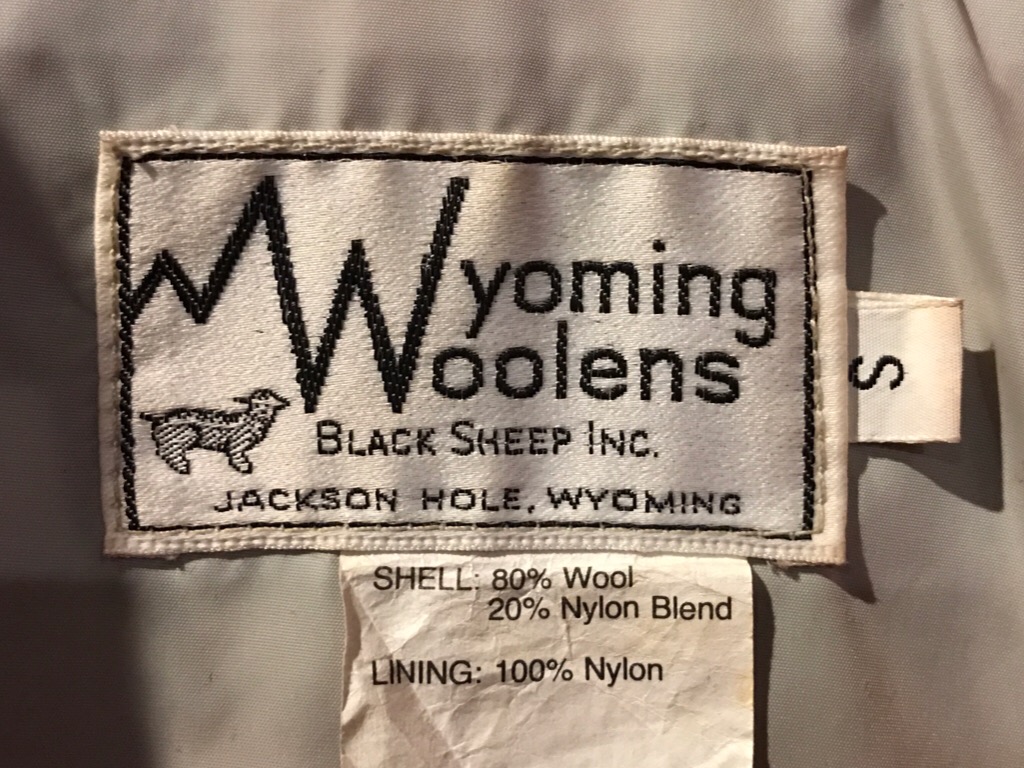 Wyoming
Woolens
BLACK SHEEP INC.
JACKSON HOLE, WYOMING
S
SHELL: 80% Wool
20% Nylon Blend
LINING: 100% Nylon